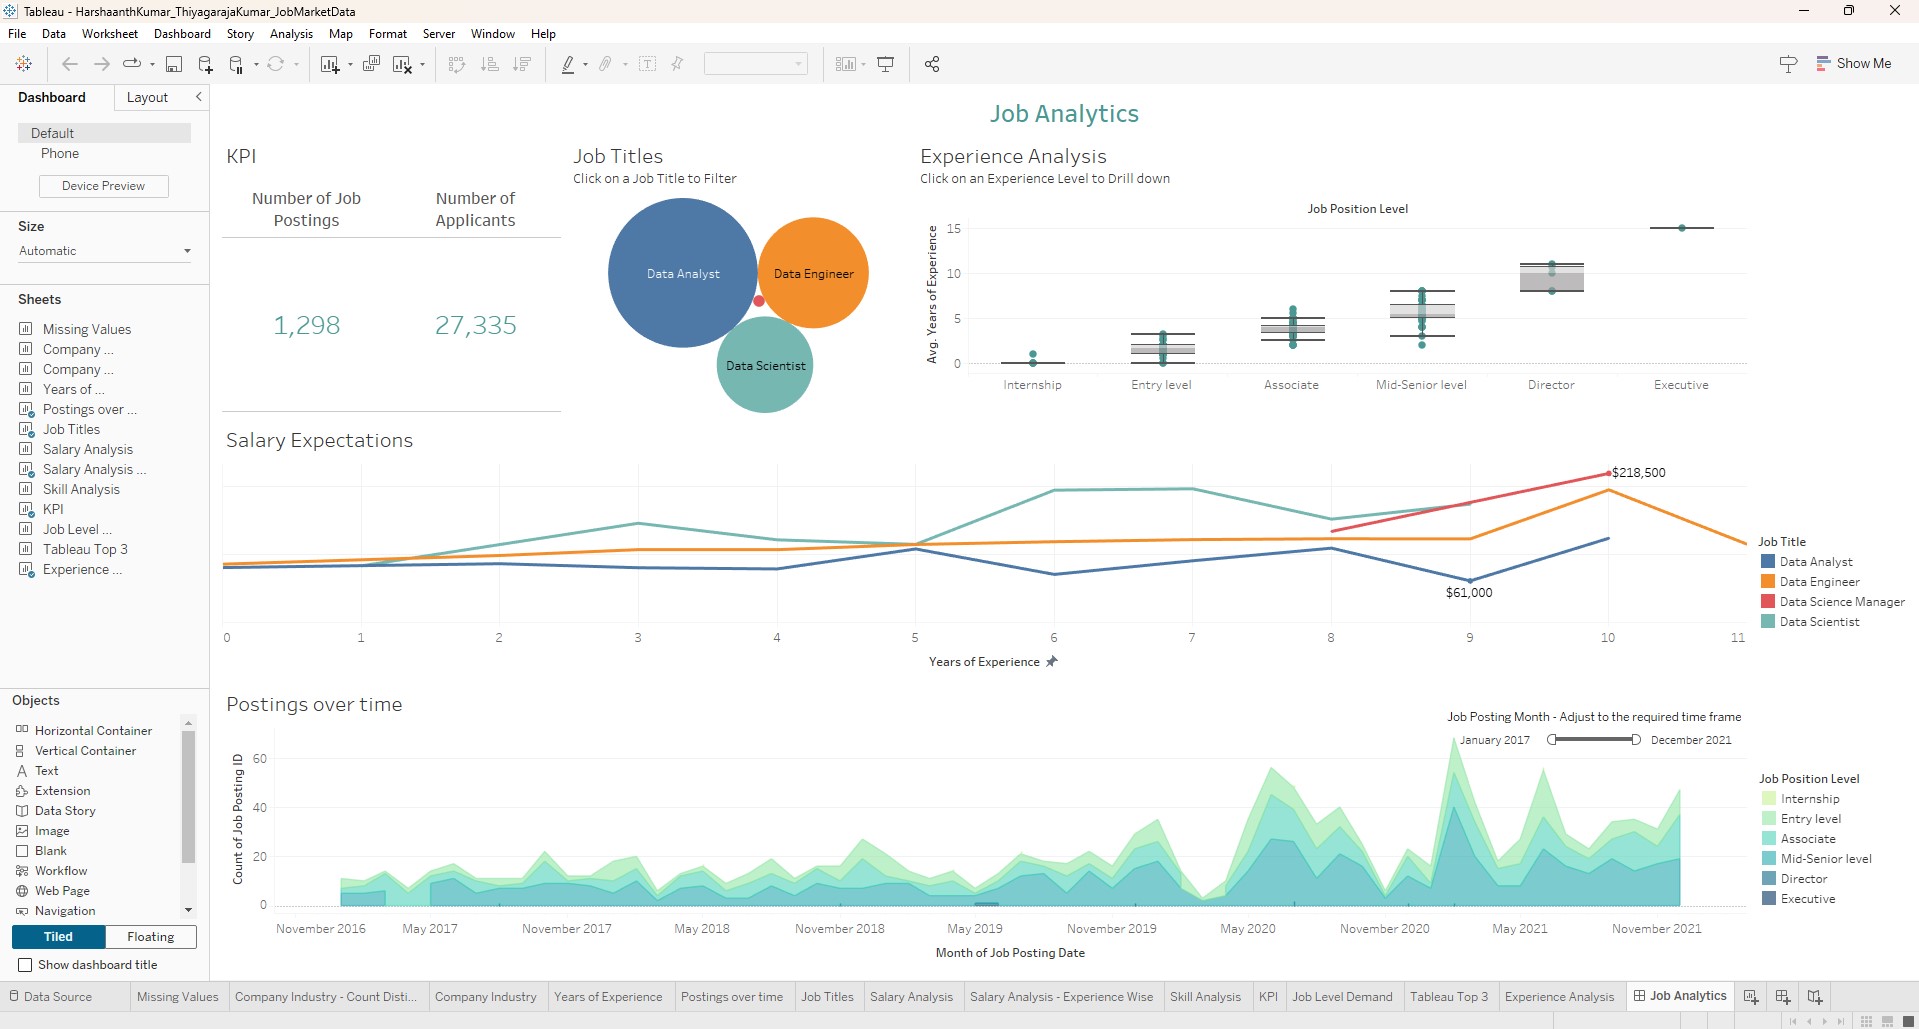 Tableau - HarshaanthKumar_ThiyagarajaKumar_JobMarketData
File Data Worksheet Dashboard Story Analysis Map Format Server Window Help
Show Me
Dashboard Layout
Default
Phone
Device Preview
Size
Automatic
Sheets
Missing Values
Company ...
Company ...
Years of ...
Postings over ...
Job Titles
Salary Analysis
Salary Analysis ...
Skill Analysis
KPI
Job Level ...
Tableau Top 3
Experience ...
Objects
Horizontal Container
Vertical Container
Text
Extension
Data Story
Image
Blank
Workflow
Web Page
Navigation
Tiled Floating
Show dashboard title
Job Analytics
KPI
Number of Job
Postings
Number of
Applicants
1,298 27,335
Job Titles
Click on a Job Title to Filter
Data Analyst
Data Engineer
Data Scientist
Experience Analysis
Click on an Experience Level to Drill down
Job Position Level
Avg. Years of Experience
15
10
5
0
Internship Entry level Associate Mid-Senior level Director Executive
Salary Expectations
$218,500
$61,000
0 1 2 3 4 5 6 7 8 9 10 11
Years of Experience
Job Title
Data Analyst
Data Engineer
Data Science Manager
Data Scientist
Postings over time
Job Posting Month - Adjust to the required time frame
January 2017 December 2021
Count of Job Posting ID
60
40
20
0
November 2016 May 2017 November 2017 May 2018 November 2018 May 2019 November 2019 May 2020 November 2020 May 2021 November 2021
Month of Job Posting Date
Job Position Level
Internship
Entry level
Associate
Mid-Senior level
Director
Executive
Data Source Missing Values Company Industry - Count Disti... Company Industry Years of Experience Postings over time Job Titles Salary Analysis Salary Analysis - Experience Wise Skill Analysis KPI Job Level Demand Tableau Top 3 Experience Analysis Job Analytics